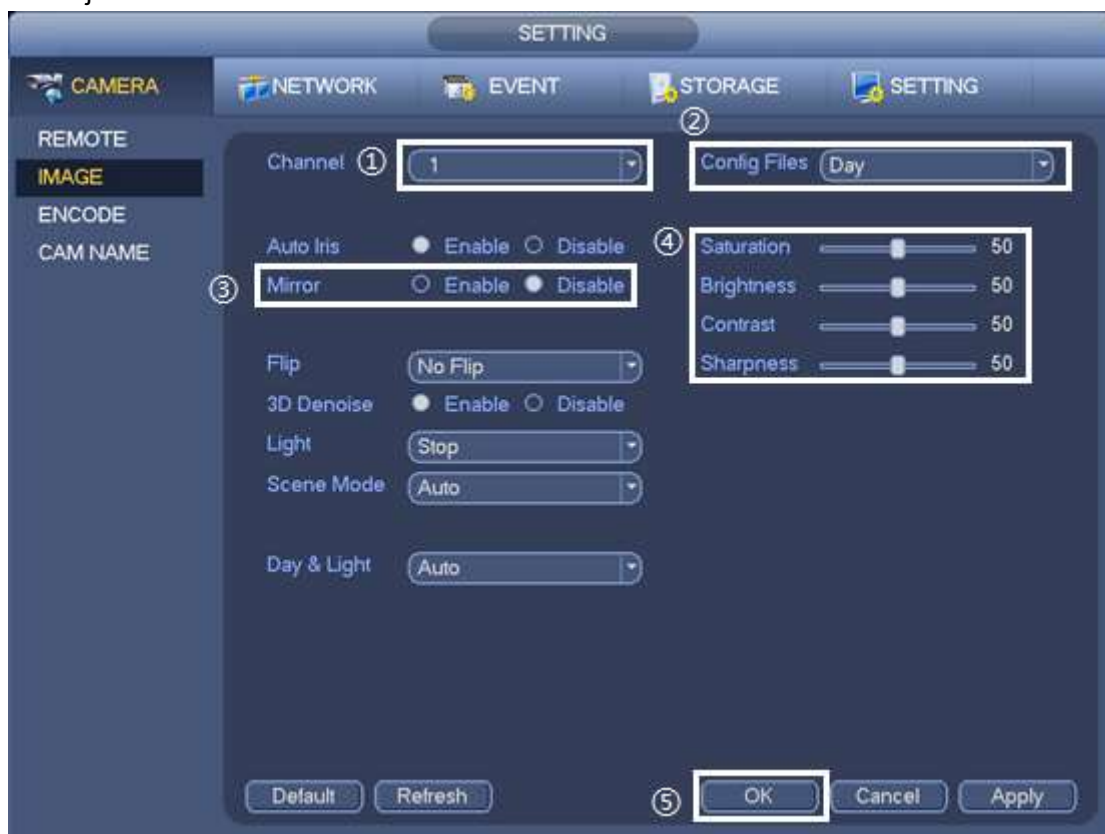 SETTING
CAMERA NETWORK EVENT STORAGE SETTING
REMOTE
IMAGE
ENCODE
CAM NAME
Channel ① 1
② Config Files Day
Auto Iris Enable Disable
③ Mirror Enable Disable
④ Saturation 50
Brightness 50
Contrast 50
Sharpness 50
Flip No Flip
3D Denoise Enable Disable
Light Stop
Scene Mode Auto
Day & Light Auto
Default Refresh ⑤ OK Cancel Apply